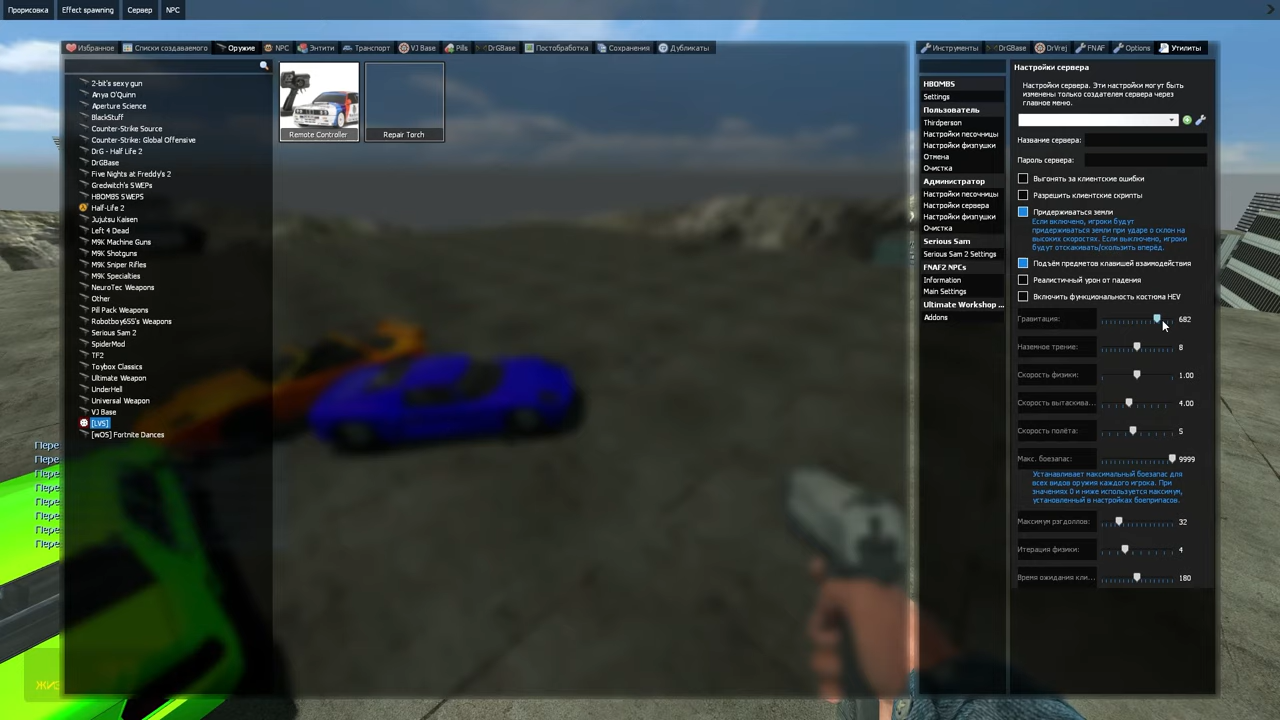 Прорисовка
Effect spawning
Сервер
NPC
Избранное
Списки создаваемого
Оружие
NPC
Энтити
Транспорт
VJ Base
Pills
DrGBase
Постобработка
Сохранения
Дубликаты
2-bit's sexy gun
Anya O'Quinn
Aperture Science
BlackStuff
Counter-Strike Source
Counter-Strike: Global Offensive
DrG - Half Life 2
DrGBase
Five Nights at Freddy's 2
Gredwitch's SWEPs
HBOMBS SWEPS
Half-Life 2
Jujutsu Kaisen
Left 4 Dead
M9K Machine Guns
M9K Shotguns
M9K Sniper Rifles
M9K Specialties
NeuroTec Weapons
Other
Pill Pack Weapons
Robotboy655's Weapons
Serious Sam 2
SpiderMod
TF2
Toybox Classics
Ultimate Weapon
UnderHell
Universal Weapon
VJ Base
[LVS]
[wOS] Fortnite Dances
Remote Controller
Repair Torch
Пере
Пере
Пере
Пере
Пере
Пере
Пере
Пере
Инструменты
DrGBase
DrVrej
FNAF
Options
Утилиты
HBOMBS
Settings
Пользователь
Thirdperson
Настройки песочницы
Настройки физпушки
Отмена
Очистка
Администратор
Настройки песочницы
Настройки сервера
Настройки физпушки
Очистка
Serious Sam
Serious Sam 2 Settings
FNAF2 NPCs
Information
Main Settings
Ultimate Workshop ...
Addons
Настройки сервера
Настройки сервера. Эти настройки могут быть
изменены только создателем сервера через
главное меню.
Название сервера:
Пароль сервера:
Выгонять за клиентские ошибки
Разрешить клиентские скрипты
Придерживаться земли
Если включено, игроки будут
придерживаться земли при ударе о склон на
высоких скоростях. Если выключено, игроки
будут отскакивать/скользить вперёд.
Подъём предметов клавишей взаимодействия
Реалистичный урон от падения
Включить функциональность костюма HEV
Гравитация: 682
Наземное трение: 8
Скорость физики: 1.00
Скорость вытаскива... 4.00
Скорость полёта: 5
Макс. боезапас: 9999
Устанавливает максимальный боезапас для
всех видов оружия каждого игрока. При
значениях 0 и ниже используется максимум,
установленный в настройках боеприпасов.
Максимум рэгдоллов: 32
Итерация физики: 4
Время ожидания кли... 180